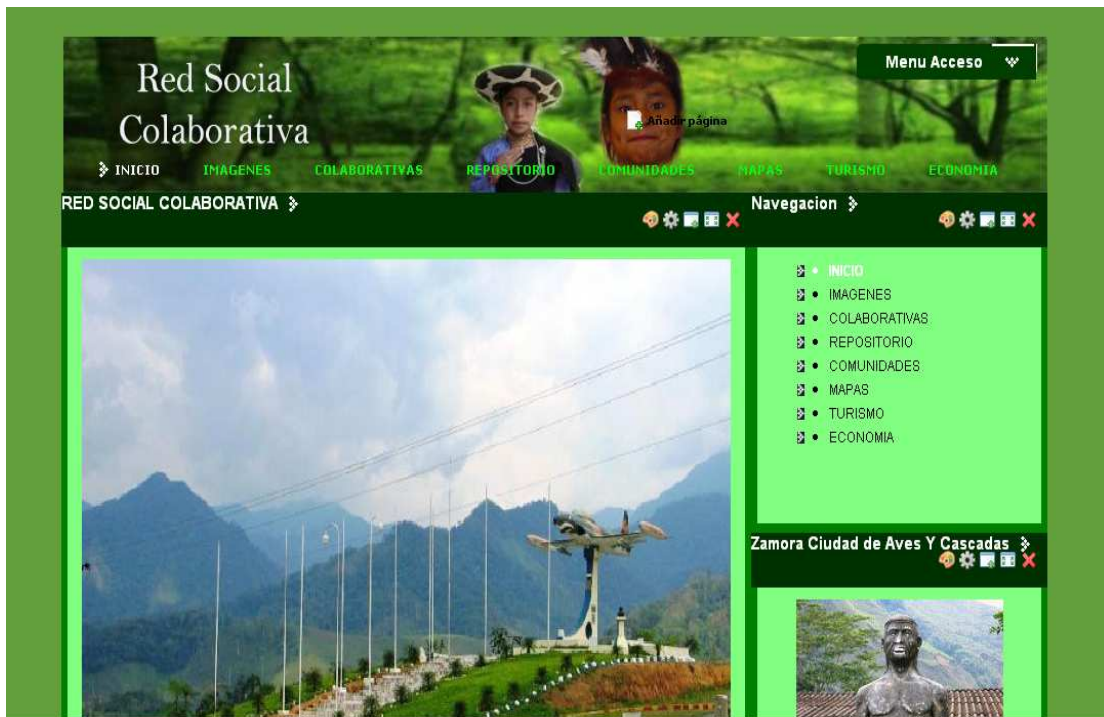 Menu Acceso
Red Social
Colaborativa
Añadir página
INICIO IMAGENES COLABORATIVAS REPOSITORIO COMUNIDADES MAPAS TURISMO ECONOMIA
RED SOCIAL COLABORATIVA
Navegacion
INICIO
IMAGENES
COLABORATIVAS
REPOSITORIO
COMUNIDADES
MAPAS
TURISMO
ECONOMIA
Zamora Ciudad de Aves Y Cascadas